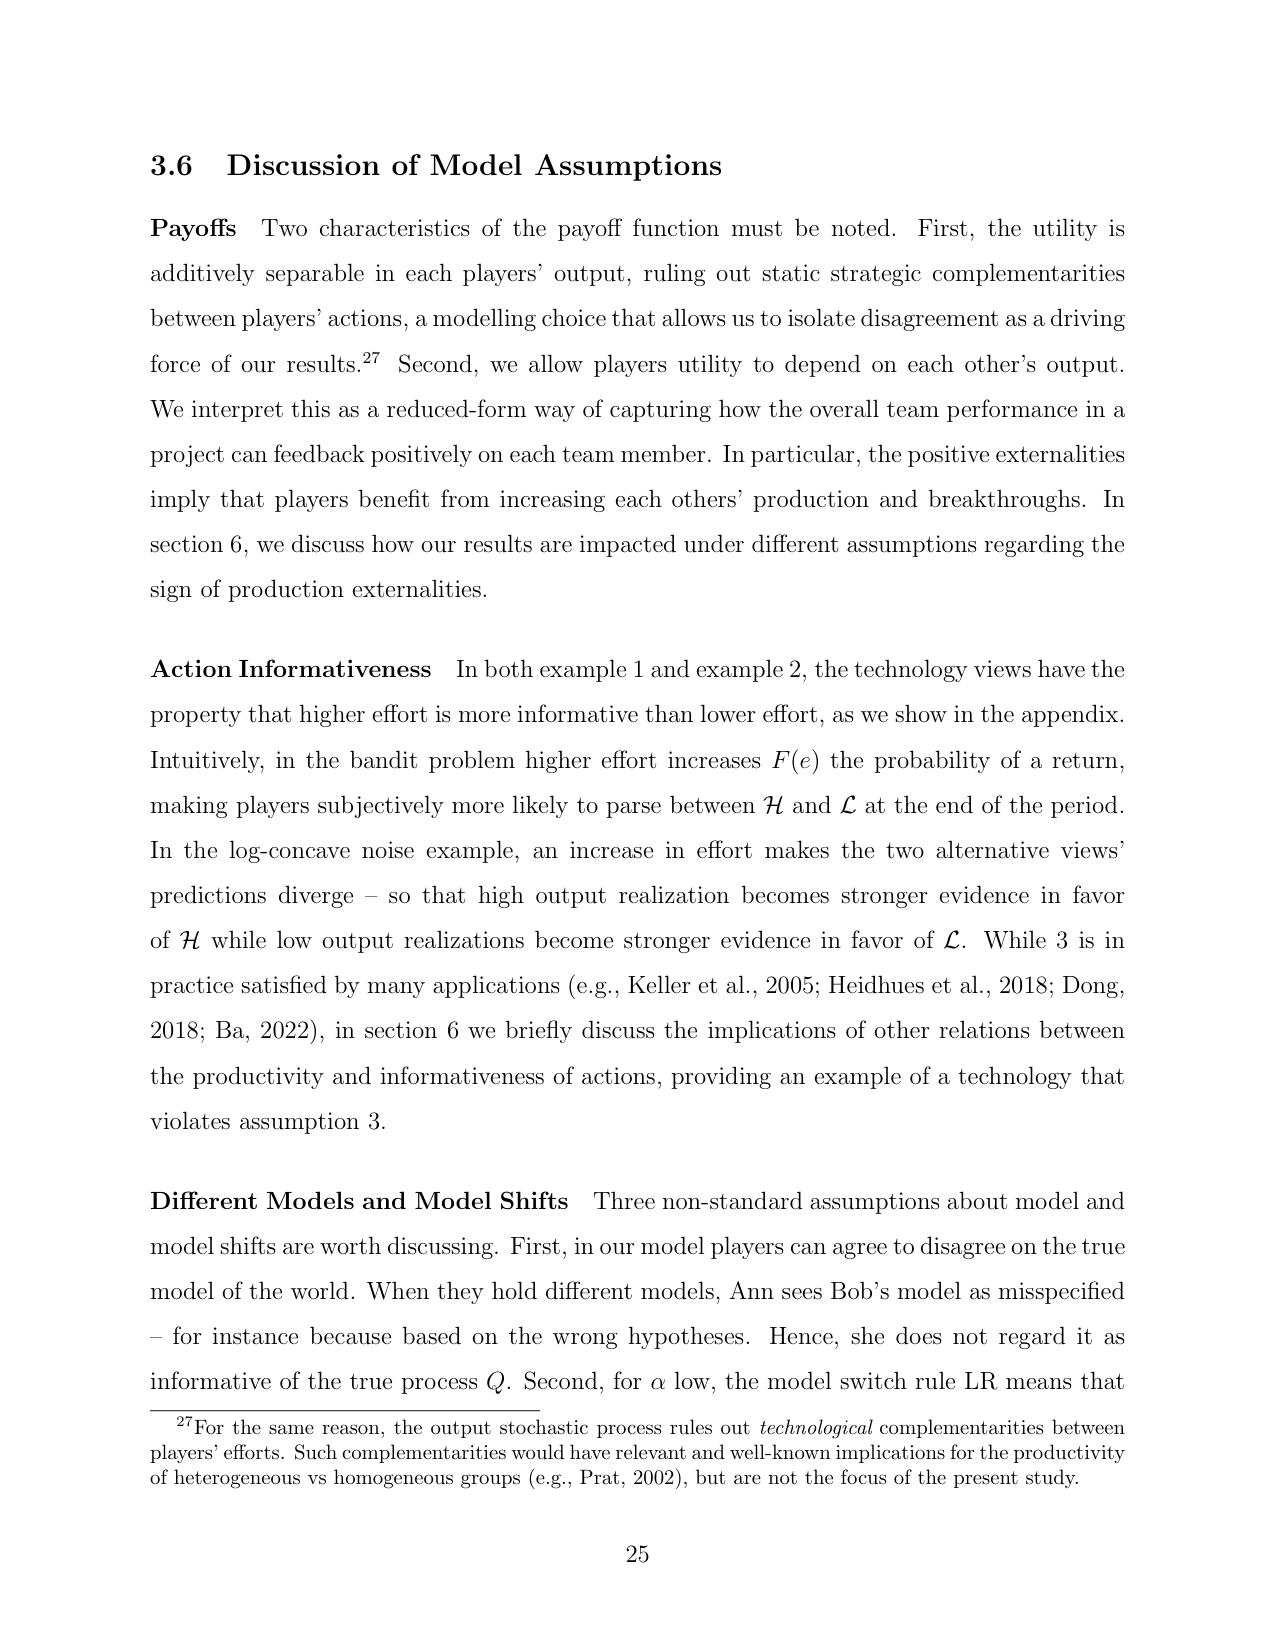 3.6 Discussion of Model Assumptions
Payoffs Two characteristics of the payoff function must be noted. First, the utility is
additively separable in each players' output, ruling out static strategic complementarities
between players' actions, a modelling choice that allows us to isolate disagreement as a driving
force of our results.27 Second, we allow players utility to depend on each other's output.
We interpret this as a reduced-form way of capturing how the overall team performance in a
project can feedback positively on each team member. In particular, the positive externalities
imply that players benefit from increasing each others' production and breakthroughs. In
section 6, we discuss how our results are impacted under different assumptions regarding the
sign of production externalities.
Action Informativeness In both example 1 and example 2, the technology views have the
property that higher effort is more informative than lower effort, as we show in the appendix.
Intuitively, in the bandit problem higher effort increases F(e) the probability of a return,
making players subjectively more likely to parse between ℋ and ℒ at the end of the period.
In the log-concave noise example, an increase in effort makes the two alternative views'
predictions diverge – so that high output realization becomes stronger evidence in favor
of ℋ while low output realizations become stronger evidence in favor of ℒ. While 3 is in
practice satisfied by many applications (e.g., Keller et al., 2005; Heidhues et al., 2018; Dong,
2018; Ba, 2022), in section 6 we briefly discuss the implications of other relations between
the productivity and informativeness of actions, providing an example of a technology that
violates assumption 3.
Different Models and Model Shifts Three non-standard assumptions about model and
model shifts are worth discussing. First, in our model players can agree to disagree on the true
model of the world. When they hold different models, Ann sees Bob's model as misspecified
– for instance because based on the wrong hypotheses. Hence, she does not regard it as
informative of the true process Q. Second, for α low, the model switch rule LR means that
27For the same reason, the output stochastic process rules out technological complementarities between
players' efforts. Such complementarities would have relevant and well-known implications for the productivity
of heterogeneous vs homogeneous groups (e.g., Prat, 2002), but are not the focus of the present study.
25